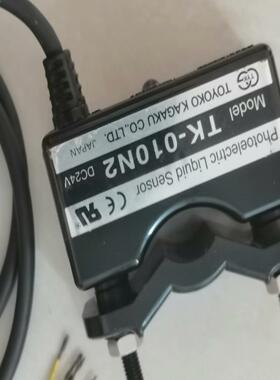 TOYOKO KAGAKU CO.,LTD.
JAPAN
Model TK-010N2 DC24V
Photoelectric Liquid Sensor